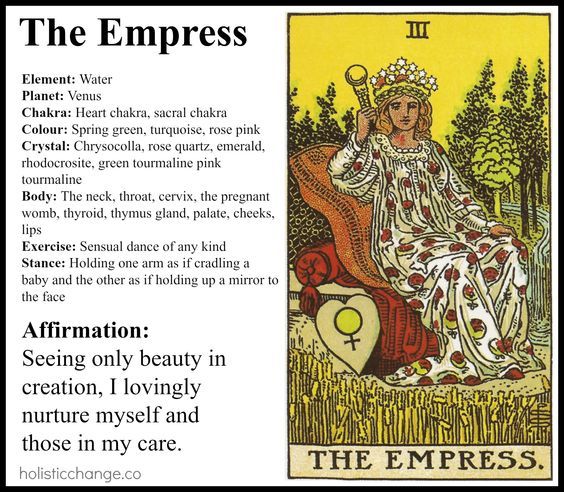 The Empress
Element: Water
Planet: Venus
Chakra: Heart chakra, sacral chakra
Colour: Spring green, turquoise, rose pink
Crystal: Chrysocolla, rose quartz, emerald,
rhodocrosite, green tourmaline pink
tourmaline
Body: The neck, throat, cervix, the pregnant
womb, thyroid, thymus gland, palate, cheeks,
lips
Exercise: Sensual dance of any kind
Stance: Holding one arm as if cradling a
baby and the other as if holding up a mirror to
the face
Affirmation:
Seeing only beauty in
creation, I lovingly
nurture myself and
those in my care.
holisticchange.co
III
THE EMPRESS.